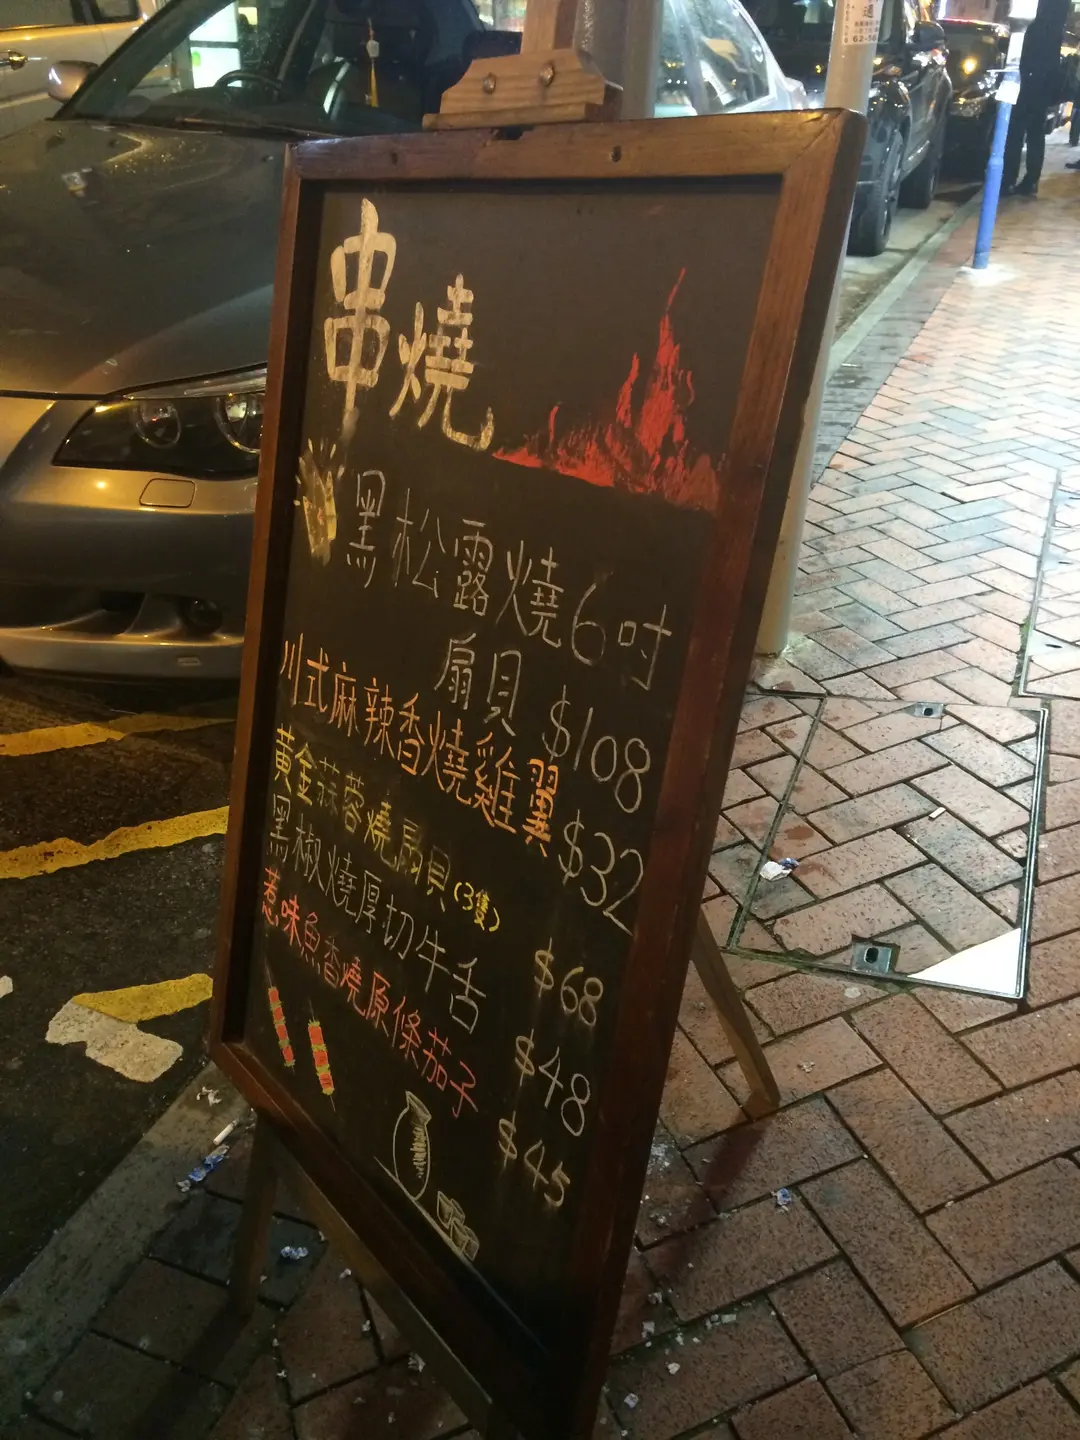 串燒
黑松露燒6吋
扇貝 $108
川式麻辣香燒雞翼
$32
黃金蒜蓉燒扇貝(3隻)
$68
黑椒燒厚切牛舌
$48
惹味魚香燒原條茄子
$45